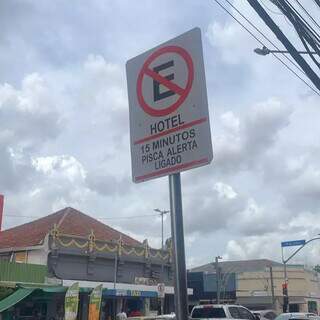 E
HOTEL
15 MINUTOS
PISCA ALERTA
LIGADO